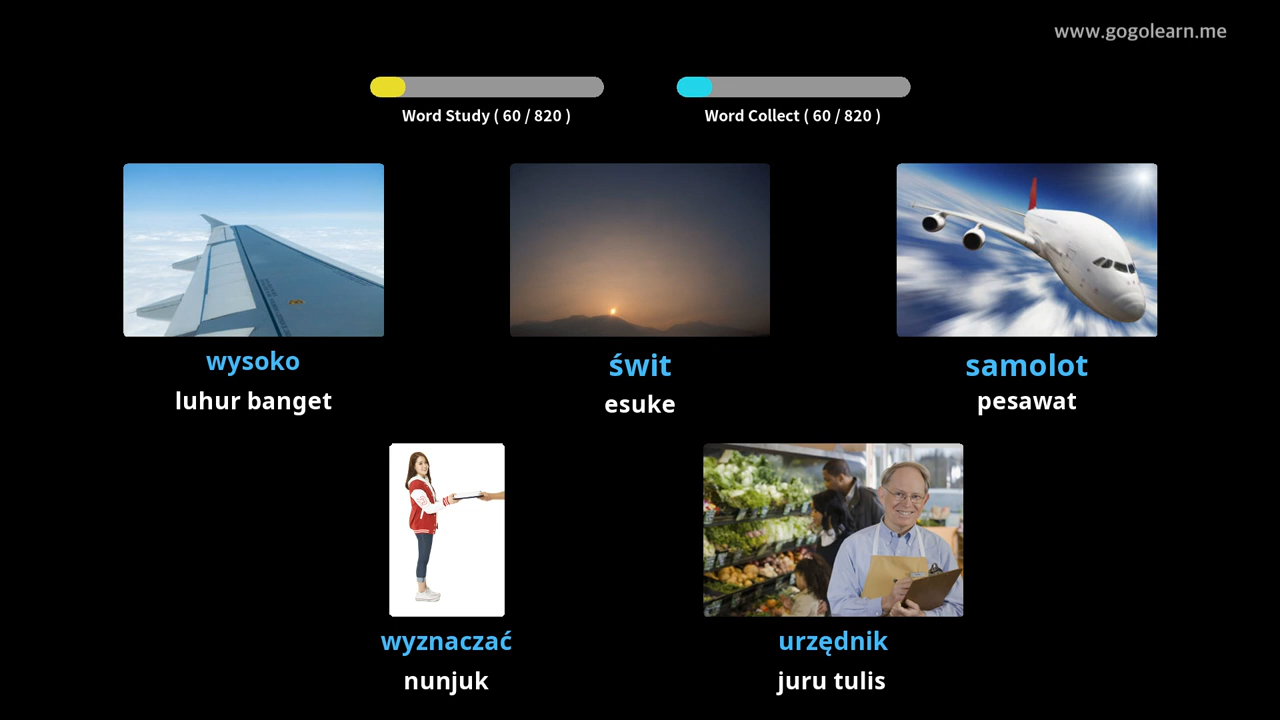 www.gogolearn.me
Word Study ( 60 / 820 )
Word Collect ( 60 / 820 )
wysoko
luhur banget
świt
esuke
samolot
pesawat
wyznaczać
nunjuk
urzędnik
juru tulis